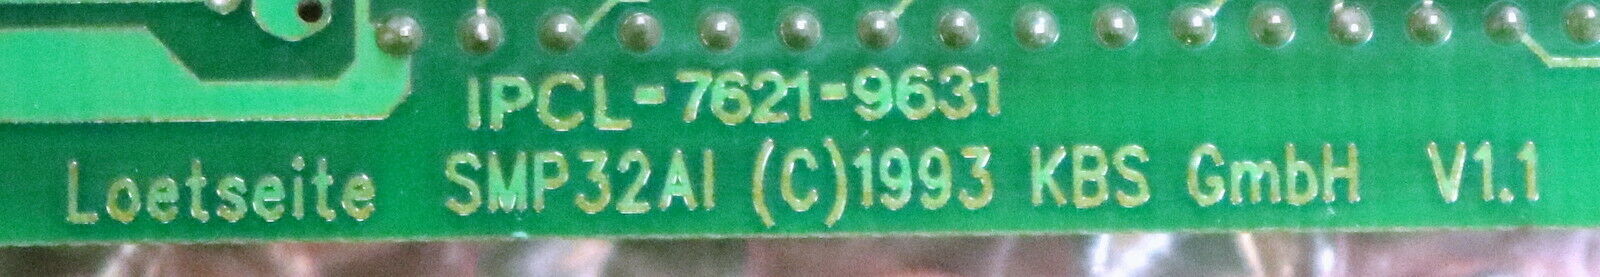 IPCL-7621-9631
Loetseite SMP32AI (C)1993 KBS GmbH V1.1